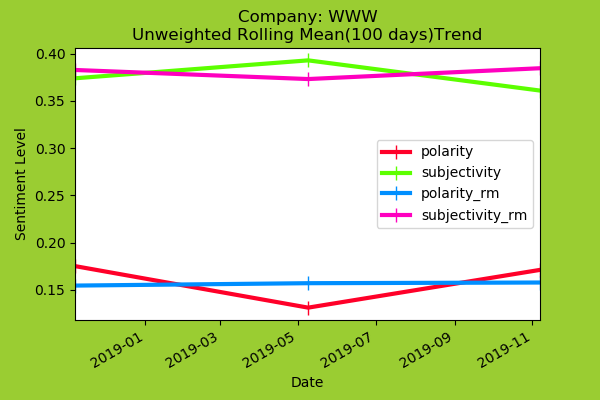 Company: WWW
Unweighted Rolling Mean(100 days)Trend
Sentiment Level
0.40
0.35
0.30
0.25
0.20
0.15
polarity
subjectivity
polarity_rm
subjectivity_rm
2019-01
2019-03
2019-05
2019-07
2019-09
2019-11
Date